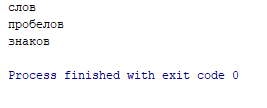 слов
пробелов
знаков
Process finished with exit code 0